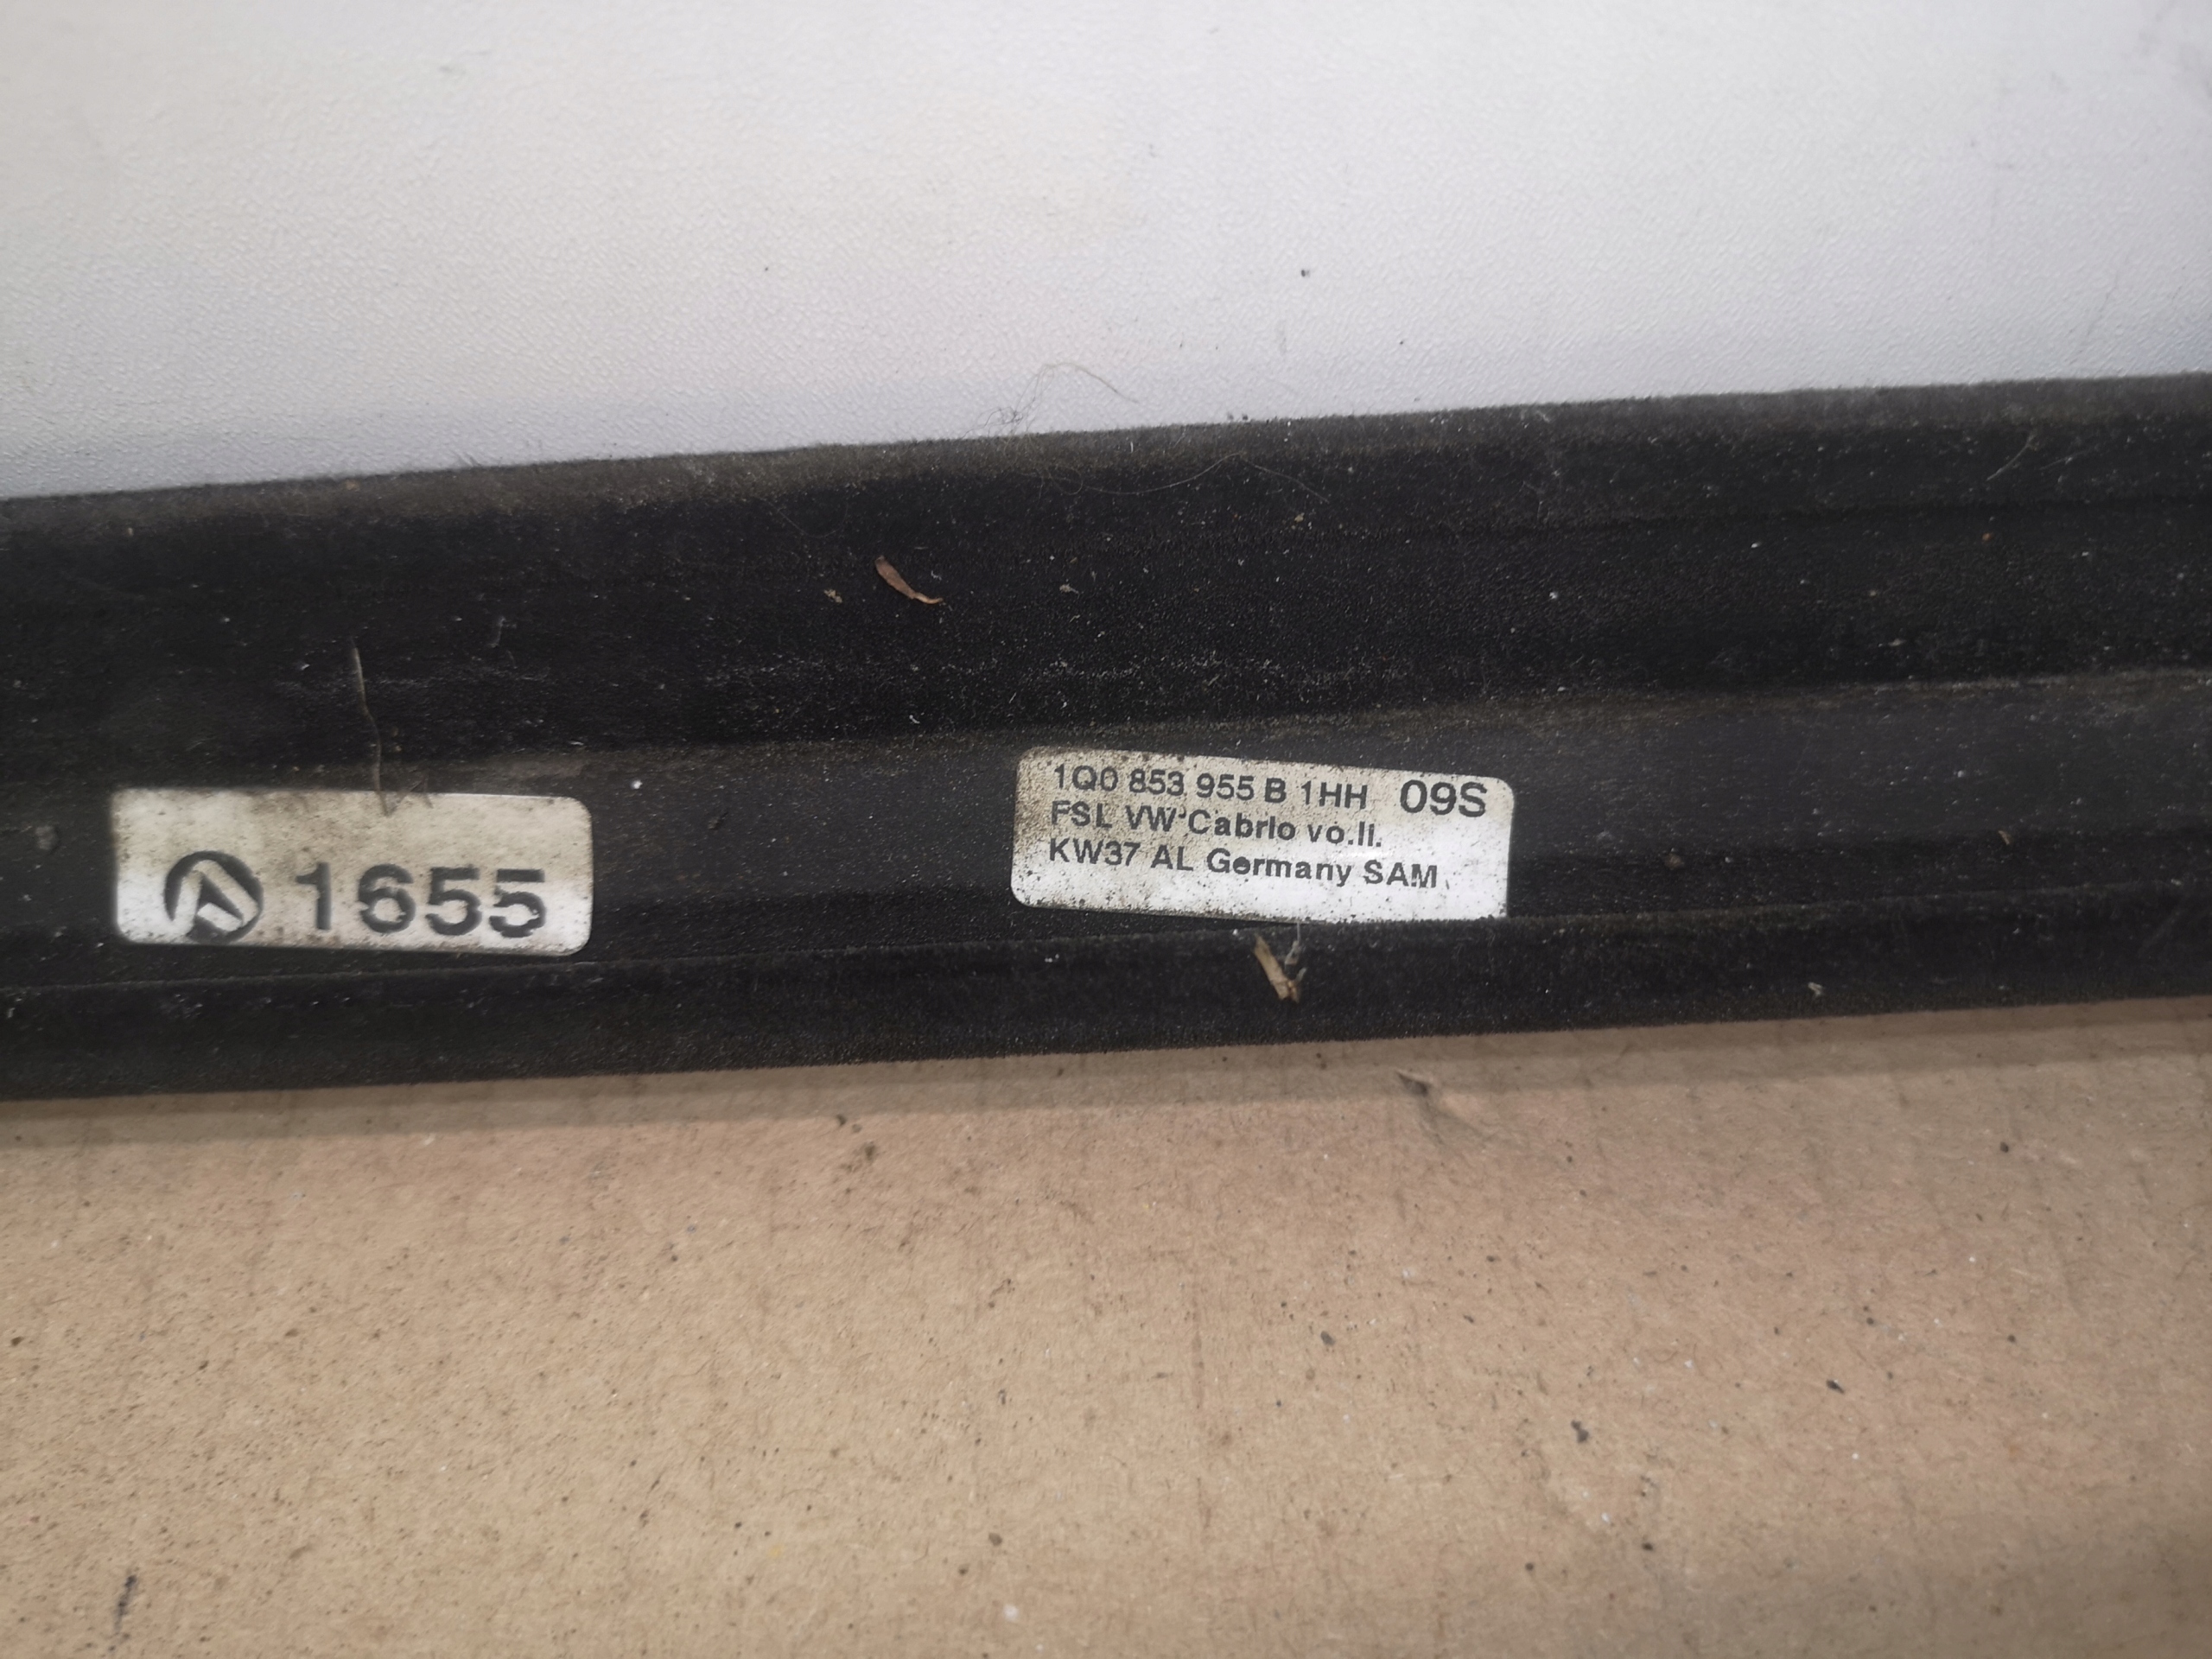 1655
1Q0 853 955 B 1HH 09S
FSL VW Cabrio vo.li.
KW37 AL Germany SAM